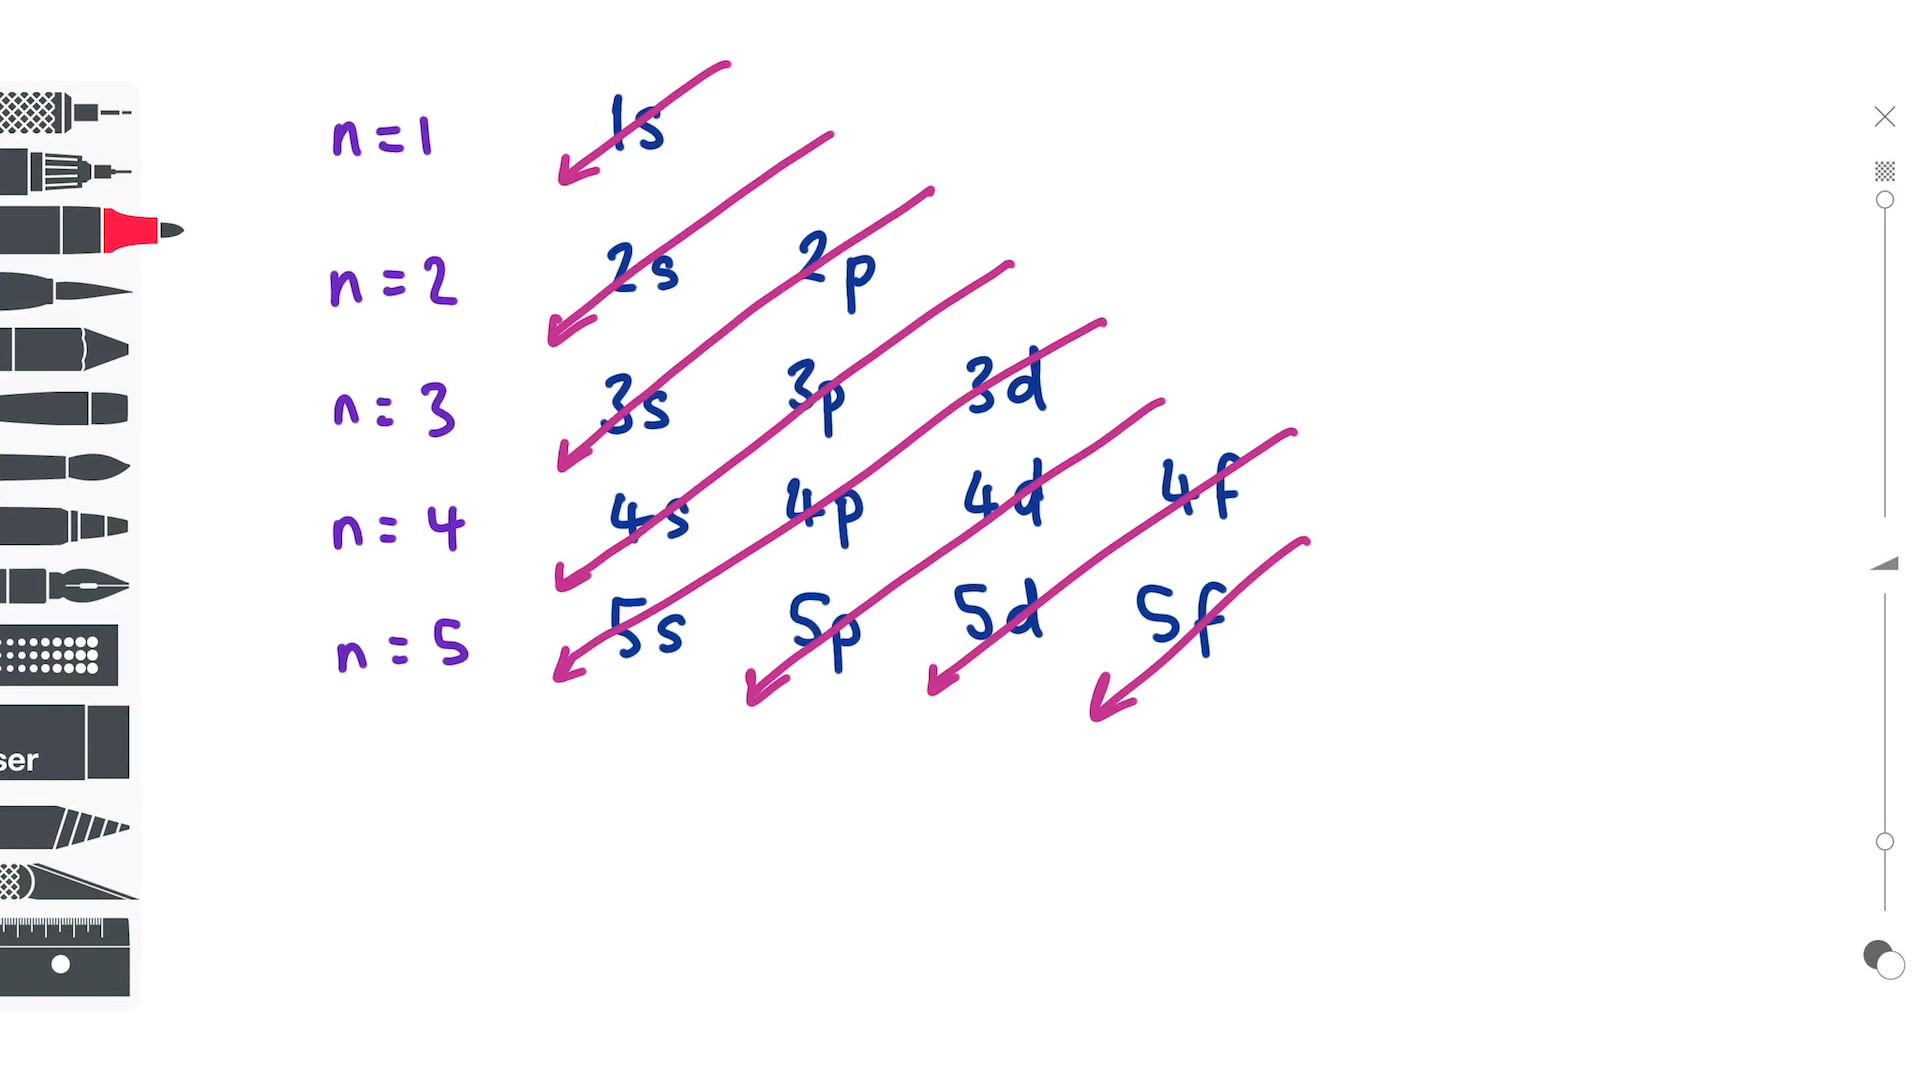 n=1 1s
n=2 2s 2p
n=3 3s 3p 3d
n=4 4s 4p 4d 4f
n=5 5s 5p 5d 5f
ser